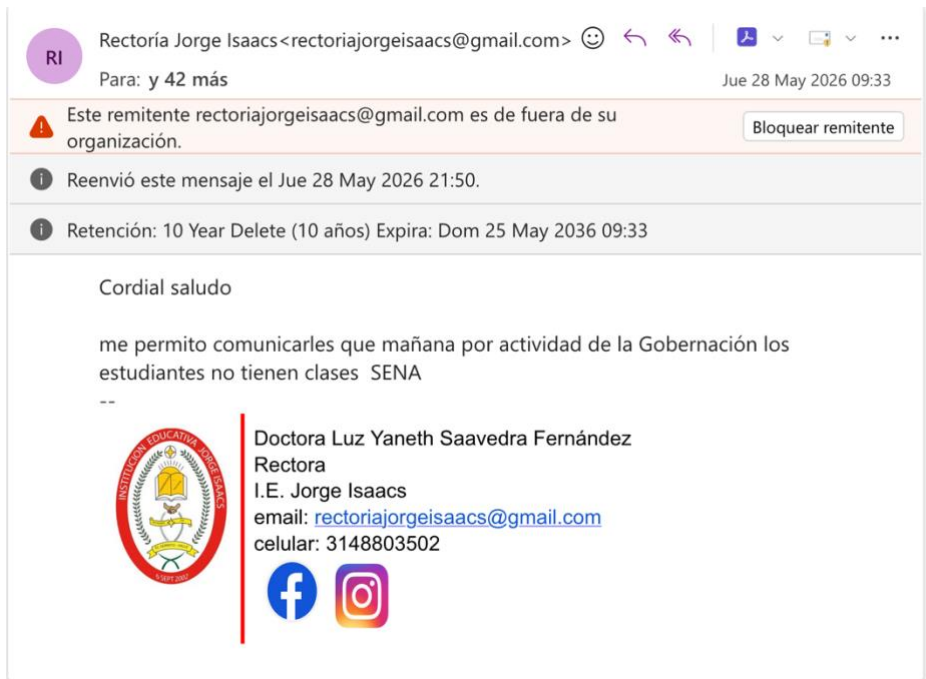 RI
Rectoría Jorge Isaacs<rectoriajorgeisaacs@gmail.com>
Para: y 42 más
Jue 28 May 2026 09:33
Este remitente rectoriajorgeisaacs@gmail.com es de fuera de su
organización.
Bloquear remitente
Reenvió este mensaje el Jue 28 May 2026 21:50.
Retención: 10 Year Delete (10 años) Expira: Dom 25 May 2036 09:33
Cordial saludo
me permito comunicarles que mañana por actividad de la Gobernación los
estudiantes no tienen clases  SENA
--
INSTITUCIÓN EDUCATIVA JORGE ISAACS
Doctora Luz Yaneth Saavedra Fernández
Rectora
I.E. Jorge Isaacs
email: rectoriajorgeisaacs@gmail.com
celular: 3148803502